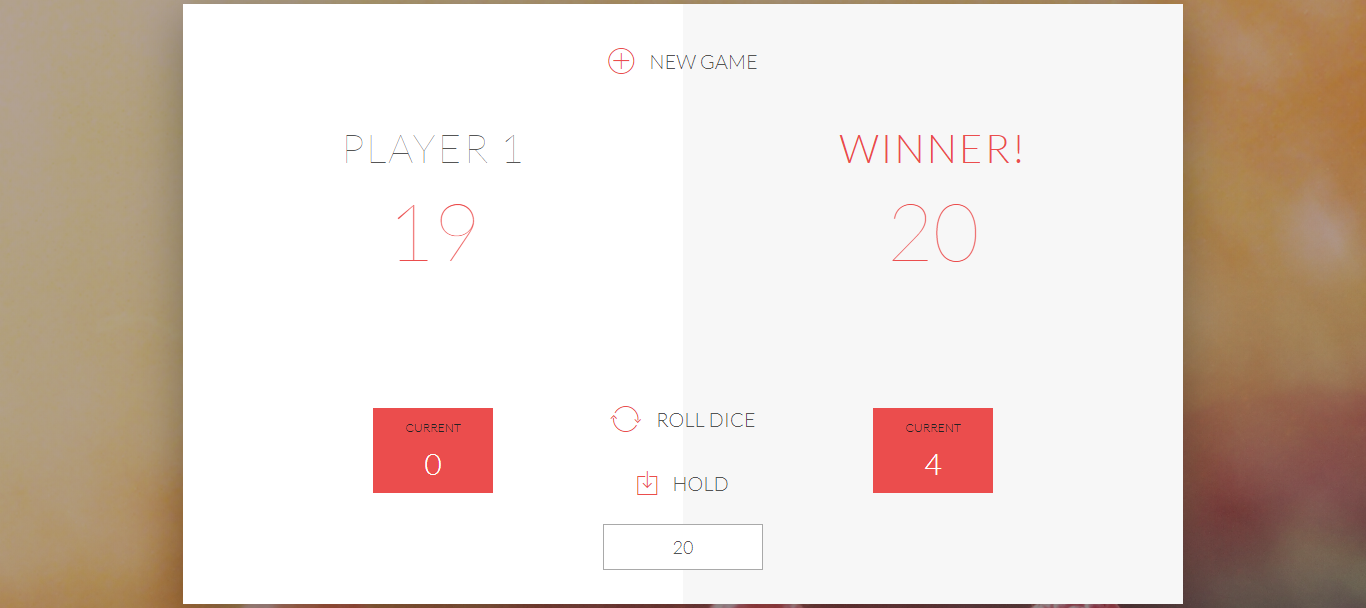 NEW GAME
PLAYER 1
19
WINNER!
20
CURRENT
0
ROLL DICE
HOLD
20
CURRENT
4